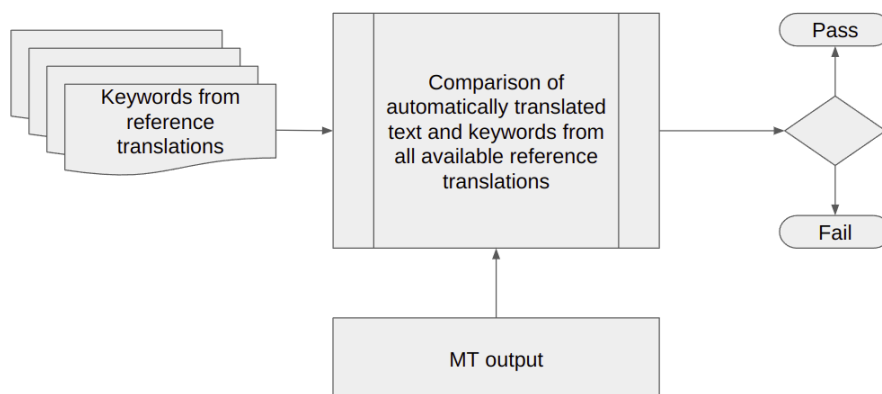 Keywords from
reference
translations
Comparison of
automatically translated
text and keywords from
all available reference
translations
Pass
Fail
MT output